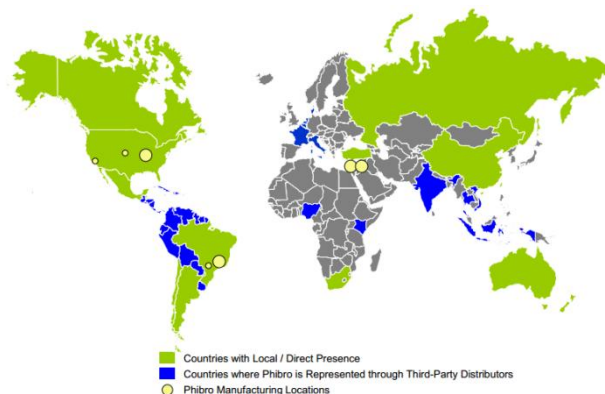 Countries with Local / Direct Presence
Countries where Phibro is Represented through Third-Party Distributors
Phibro Manufacturing Locations